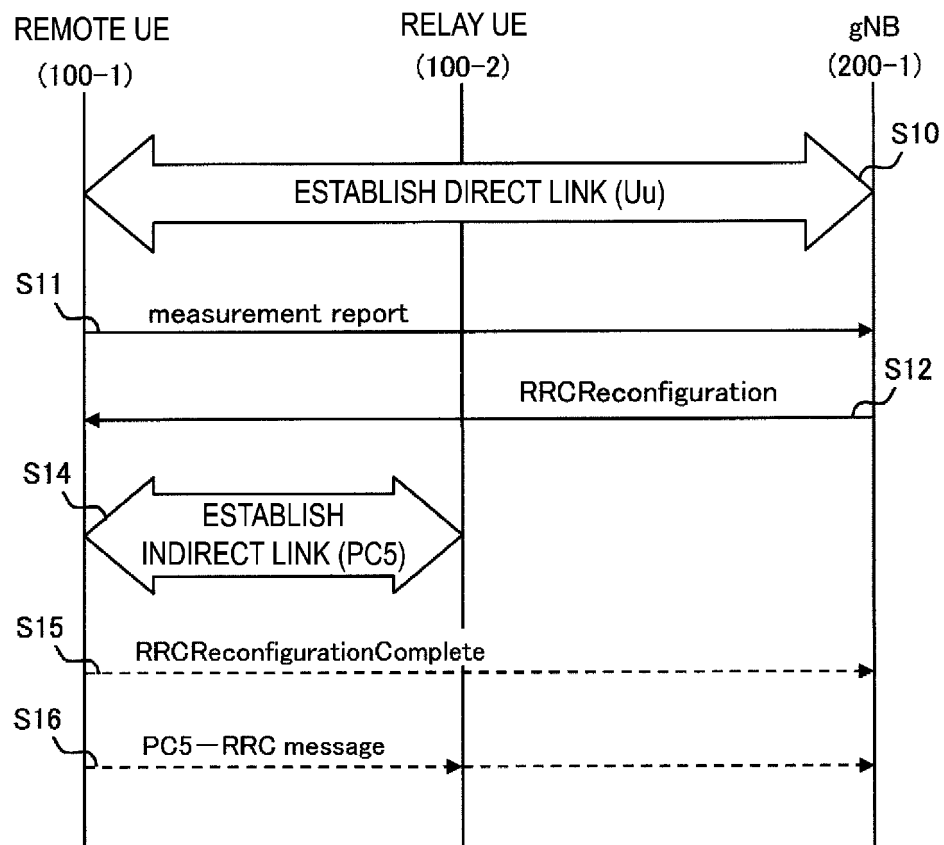 REMOTE UE
(100-1)
RELAY UE
(100-2)
gNB
(200-1)
S10
ESTABLISH DIRECT LINK (Uu)
S11
measurement report
S12
RRCReconfiguration
S14
ESTABLISH
INDIRECT LINK (PC5)
S15
RRCReconfigurationComplete
S16
PC5-RRC message